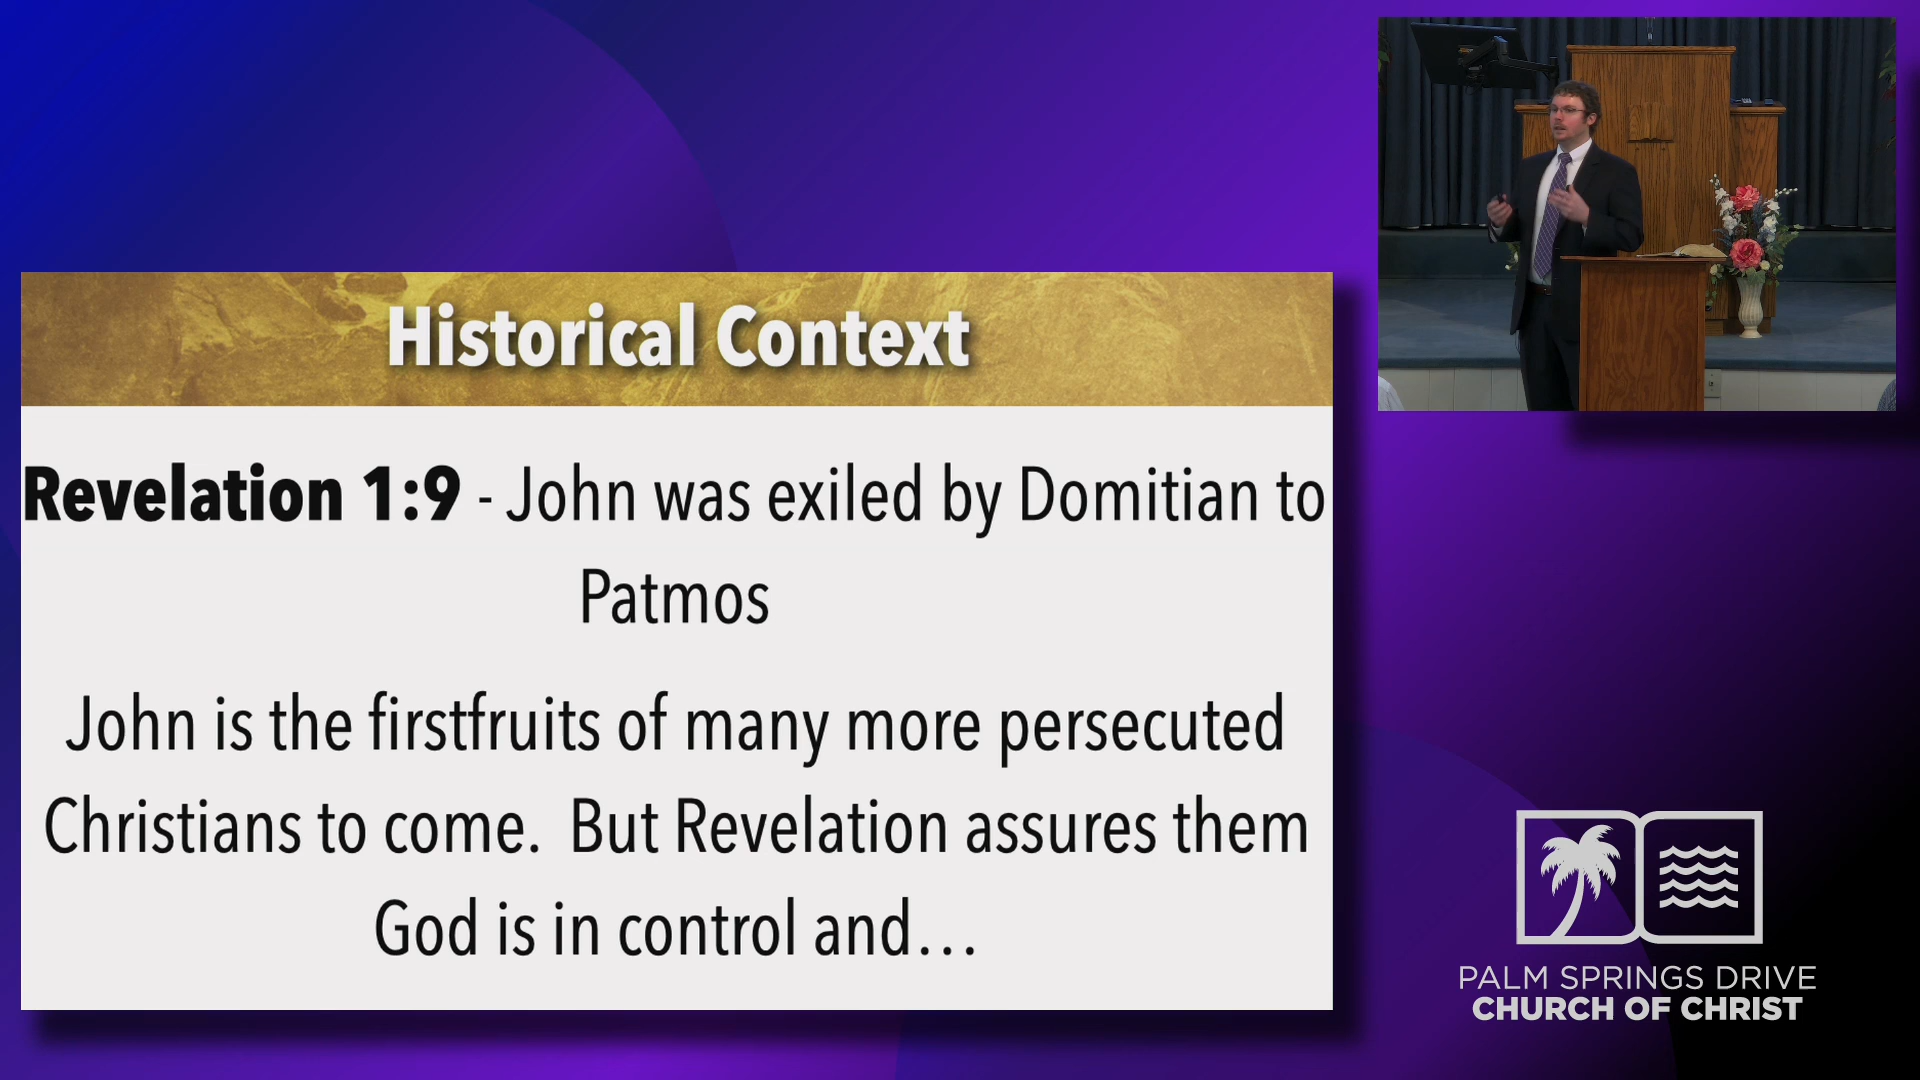 Historical Context
Revelation 1:9 - John was exiled by Domitian to
Patmos
John is the firstfruits of many more persecuted
Christians to come.  But Revelation assures them
God is in control and…
PALM SPRINGS DRIVE
CHURCH OF CHRIST